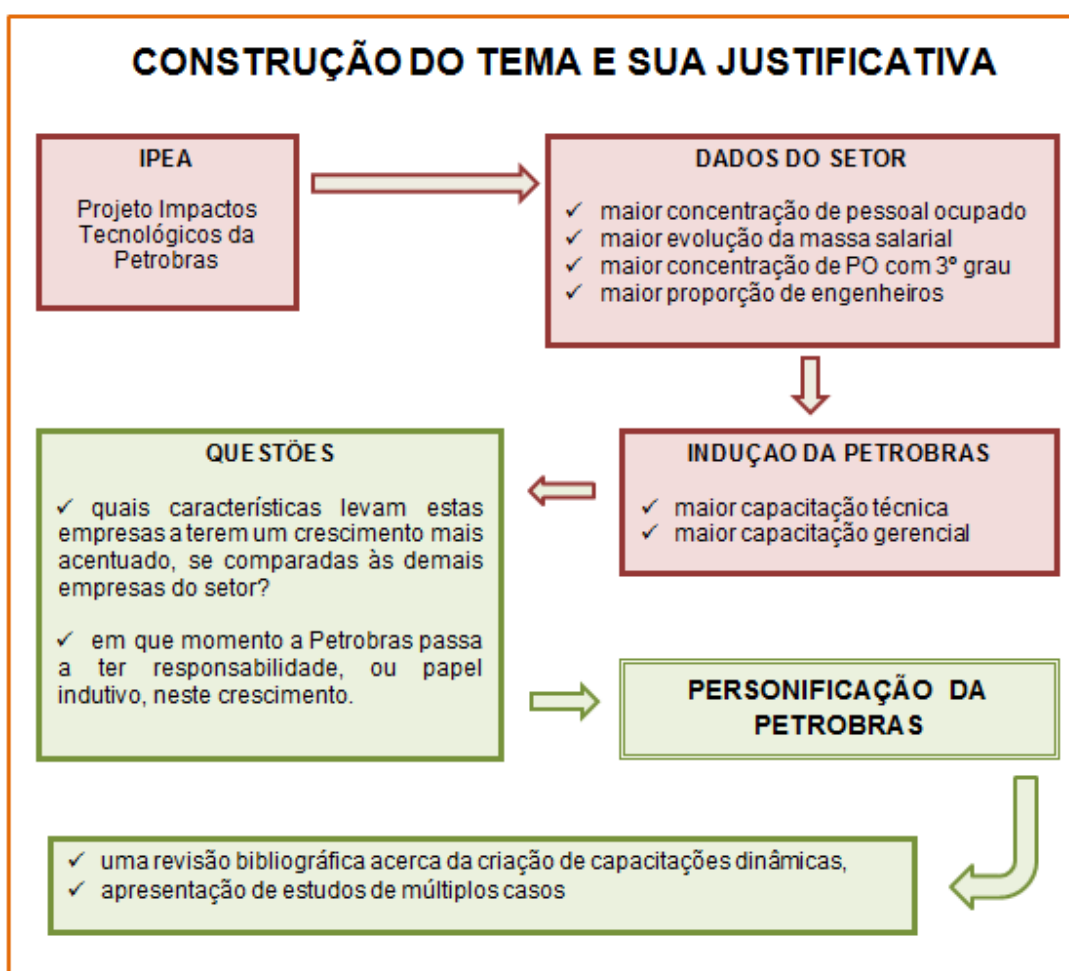 CONSTRUÇÃO DO TEMA E SUA JUSTIFICATIVA
IPEA
Projeto Impactos
Tecnológicos da
Petrobras
DADOS DO SETOR
✓ maior concentração de pessoal ocupado
✓ maior evolução da massa salarial
✓ maior concentração de PO com 3º grau
✓ maior proporção de engenheiros
INDUÇAO DA PETROBRAS
✓ maior capacitação técnica
✓ maior capacitação gerencial
QUESTÕES
✓ quais características levam estas
empresas a terem um crescimento mais
acentuado, se comparadas às demais
empresas do setor?
✓ em que momento a Petrobras passa
a ter responsabilidade, ou papel
indutivo, neste crescimento.
PERSONIFICAÇÃO DA
PETROBRAS
✓ uma revisão bibliográfica acerca da criação de capacitações dinâmicas,
✓ apresentação de estudos de múltiplos casos